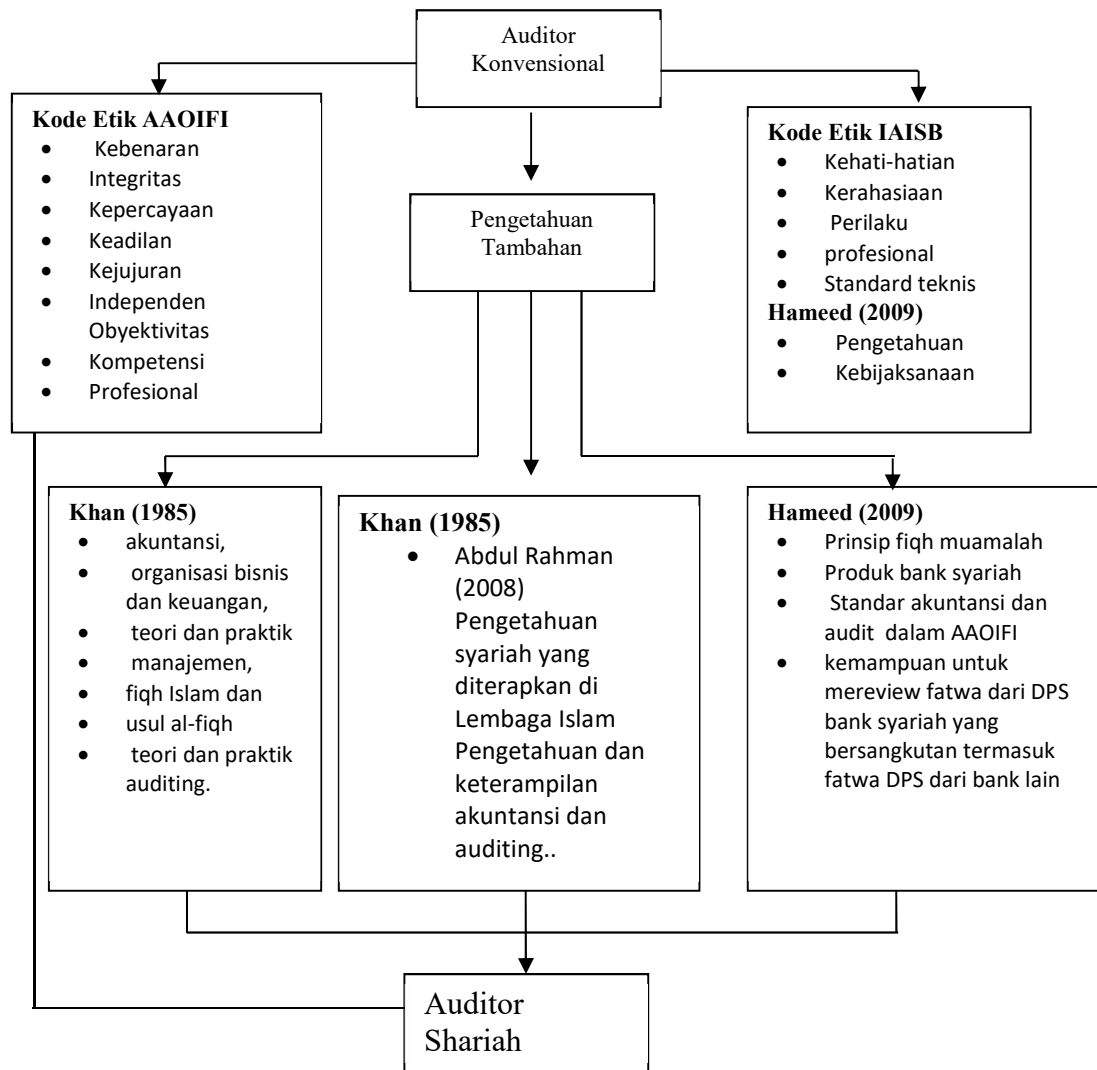 Auditor
Konvensional
Kode Etik AAOIFI
• Kebenaran
• Integritas
• Kepercayaan
• Keadilan
• Kejujuran
• Independen
Obyektivitas
• Kompetensi
• Profesional
Pengetahuan
Tambahan
Kode Etik IAISB
• Kehati-hatian
• Kerahasiaan
• Perilaku
• profesional
• Standard teknis
Hameed (2009)
• Pengetahuan
• Kebijaksanaan
Khan (1985)
• akuntansi,
• organisasi bisnis
dan keuangan,
• teori dan praktik
• manajemen,
• fiqh Islam dan
• usul al-fiqh
• teori dan praktik
auditing.
Khan (1985)
• Abdul Rahman
(2008)
Pengetahuan
syariah yang
diterapkan di
Lembaga Islam
Pengetahuan dan
keterampilan
akuntansi dan
auditing..
Hameed (2009)
• Prinsip fiqh muamalah
• Produk bank syariah
• Standar akuntansi dan
audit dalam AAOIFI
• kemampuan untuk
mereview fatwa dari DPS
bank syariah yang
bersangkutan termasuk
fatwa DPS dari bank lain
Auditor
Shariah